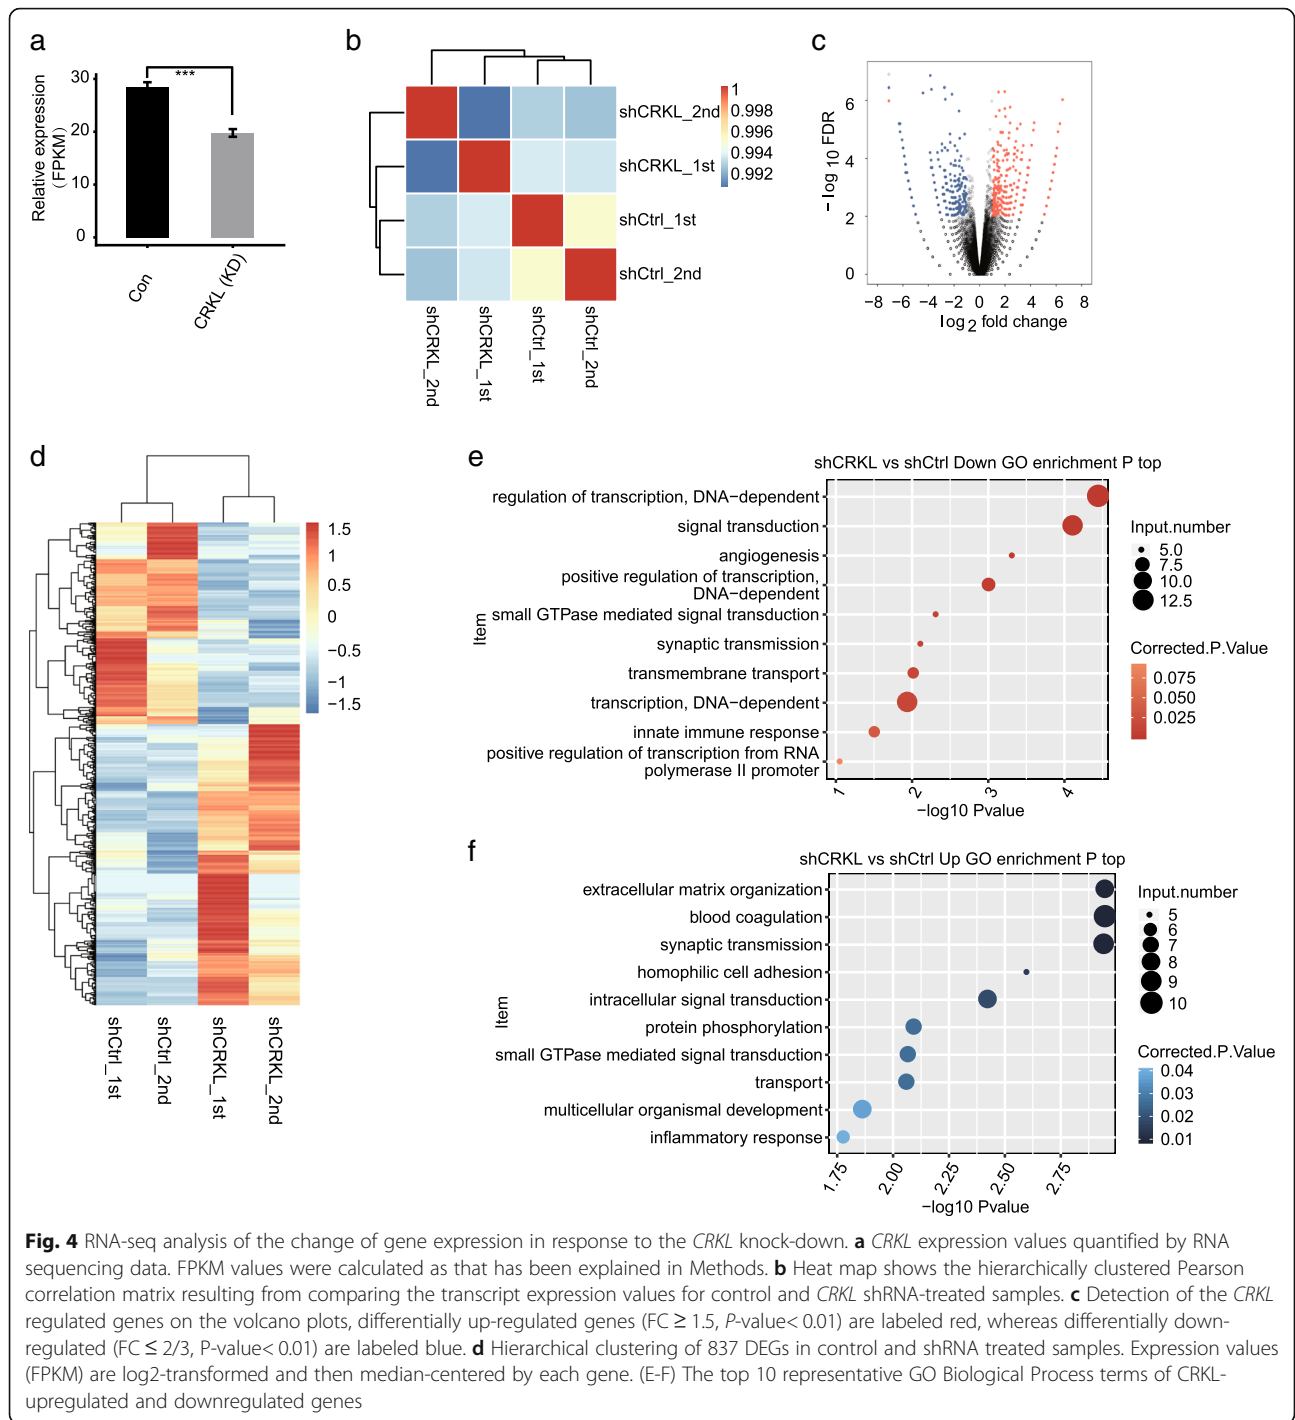 a
Relative expression
(FPKM)
30
20
10
0
***
Con
CRKL (KD)
b
shCRKL_2nd
shCRKL_1st
shCtrl_1st
shCtrl_2nd
1
0.998
0.996
0.994
0.992
shCRKL_2nd
shCRKL_1st
shCtrl_1st
shCtrl_2nd
c
− log 10 FDR
6
4
2
0
−8 −6 −4 −2 0 2 4 6 8
log2 fold change
d
1.5
1
0.5
0
−0.5
−1
−1.5
shCtrl_1st
shCtrl_2nd
shCRKL_1st
shCRKL_2nd
e
shCRKL vs shCtrl Down GO enrichment P top
Item
regulation of transcription, DNA−dependent
signal transduction
angiogenesis
positive regulation of transcription,
DNA−dependent
small GTPase mediated signal transduction
synaptic transmission
transmembrane transport
transcription, DNA−dependent
innate immune response
positive regulation of transcription from RNA
polymerase II promoter
1 2 3 4
−log10 Pvalue
Input.number
5.0
7.5
10.0
12.5
Corrected.P.Value
0.075
0.050
0.025
f
shCRKL vs shCtrl Up GO enrichment P top
Item
extracellular matrix organization
blood coagulation
synaptic transmission
homophilic cell adhesion
intracellular signal transduction
protein phosphorylation
small GTPase mediated signal transduction
transport
multicellular organismal development
inflammatory response
1.75 2.00 2.25 2.50 2.75
−log10 Pvalue
Input.number
5
6
7
8
9
10
Corrected.P.Value
0.04
0.03
0.02
0.01
Fig. 4 RNA-seq analysis of the change of gene expression in response to the CRKL knock-down. a CRKL expression values quantified by RNA
sequencing data. FPKM values were calculated as that has been explained in Methods. b Heat map shows the hierarchically clustered Pearson
correlation matrix resulting from comparing the transcript expression values for control and CRKL shRNA-treated samples. c Detection of the CRKL
regulated genes on the volcano plots, differentially up-regulated genes (FC ≥ 1.5, P-value< 0.01) are labeled red, whereas differentially down-
regulated (FC ≤ 2/3, P-value< 0.01) are labeled blue. d Hierarchical clustering of 837 DEGs in control and shRNA treated samples. Expression values
(FPKM) are log2-transformed and then median-centered by each gene. (E-F) The top 10 representative GO Biological Process terms of CRKL-
upregulated and downregulated genes